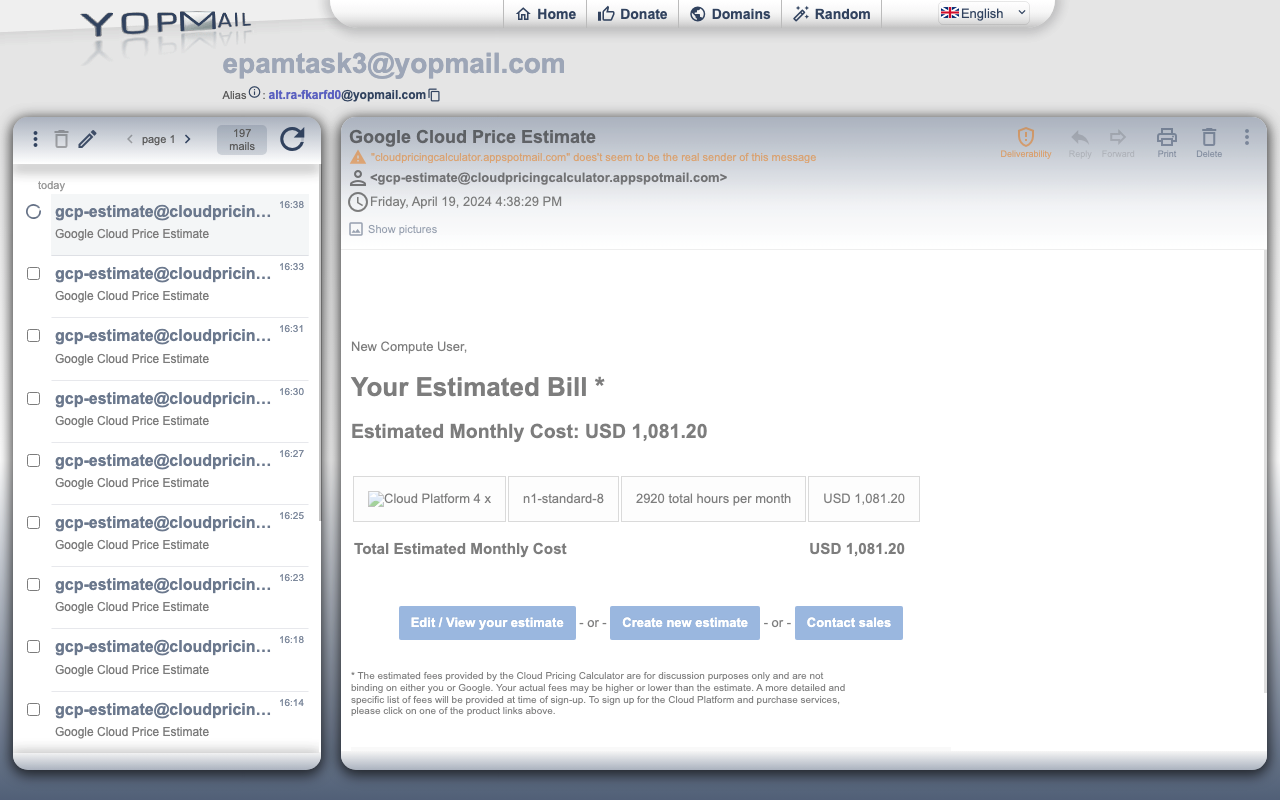 YOPMAIL
Home Donate Domains Random English
epamtask3@yopmail.com
Alias : alt.ra-fkarfd0@yopmail.com
page 1 197 mails
today
gcp-estimate@cloudpricin... 16:38
Google Cloud Price Estimate
gcp-estimate@cloudpricin... 16:33
Google Cloud Price Estimate
gcp-estimate@cloudpricin... 16:31
Google Cloud Price Estimate
gcp-estimate@cloudpricin... 16:30
Google Cloud Price Estimate
gcp-estimate@cloudpricin... 16:27
Google Cloud Price Estimate
gcp-estimate@cloudpricin... 16:25
Google Cloud Price Estimate
gcp-estimate@cloudpricin... 16:23
Google Cloud Price Estimate
gcp-estimate@cloudpricin... 16:18
Google Cloud Price Estimate
gcp-estimate@cloudpricin... 16:14
Google Cloud Price Estimate
Google Cloud Price Estimate
"cloudpricingcalculator.appspotmail.com" does't seem to be the real sender of this message
Deliverability Reply Forward Print Delete
<gcp-estimate@cloudpricingcalculator.appspotmail.com>
Friday, April 19, 2024 4:38:29 PM
Show pictures
New Compute User,
Your Estimated Bill *
Estimated Monthly Cost: USD 1,081.20
Cloud Platform 4 x n1-standard-8 2920 total hours per month USD 1,081.20
Total Estimated Monthly Cost USD 1,081.20
Edit / View your estimate - or - Create new estimate - or - Contact sales
* The estimated fees provided by the Cloud Pricing Calculator are for discussion purposes only and are not
binding on either you or Google. Your actual fees may be higher or lower than the estimate. A more detailed and
specific list of fees will be provided at time of sign-up. To sign up for the Cloud Platform and purchase services,
please click on one of the product links above.